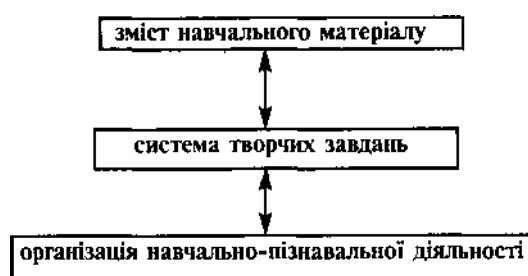 зміст навчального матеріалу
система творчих завдань
організація навчально-пізнавальної діяльності